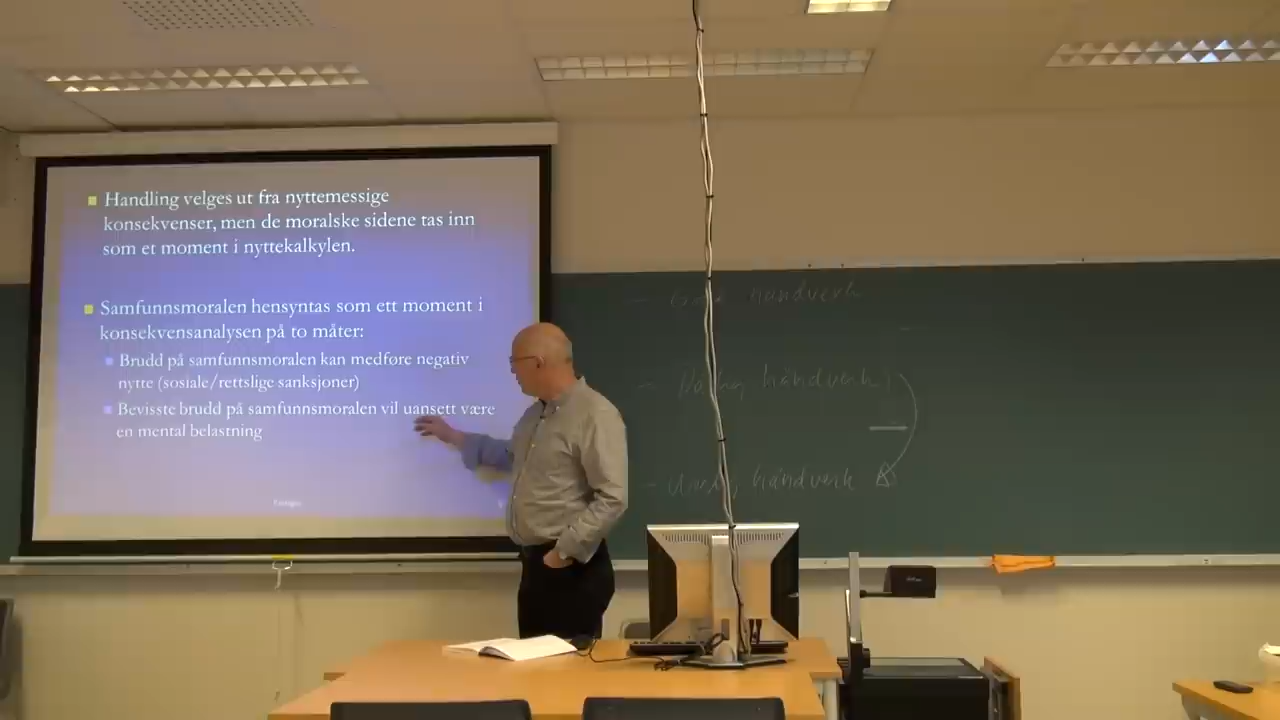 Handling velges ut fra nyttemessige
konsekvenser, men de moralske sidene tas inn
som et moment i nyttekalkylen.
Samfunnsmoralen hensyntas som ett moment i
konsekvensanalysen på to måter:
Brudd på samfunnsmoralen kan medføre negativ
nytte (sosiale/rettslige sanksjoner)
Bevisste brudd på samfunnsmoralen vil uansett være
en mental belastning
- håndverk
- Dårlig håndverk
- håndverk